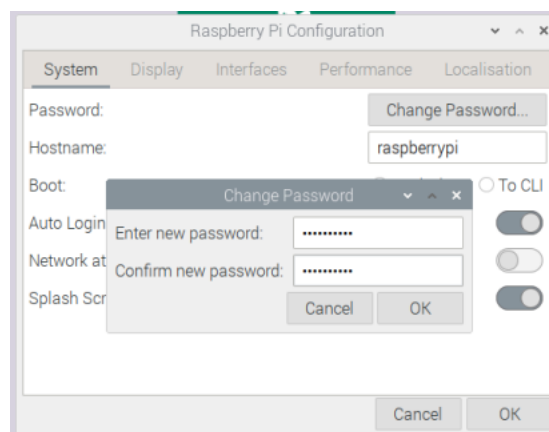 Raspberry Pi Configuration
System Display Interfaces Performance Localisation
Password: Change Password...
Hostname: raspberrypi
Boot: To CLI
Change Password
Auto Login
Enter new password: ••••••••••
Network at
Confirm new password: ••••••••••
Splash Scr
Cancel OK
Cancel OK